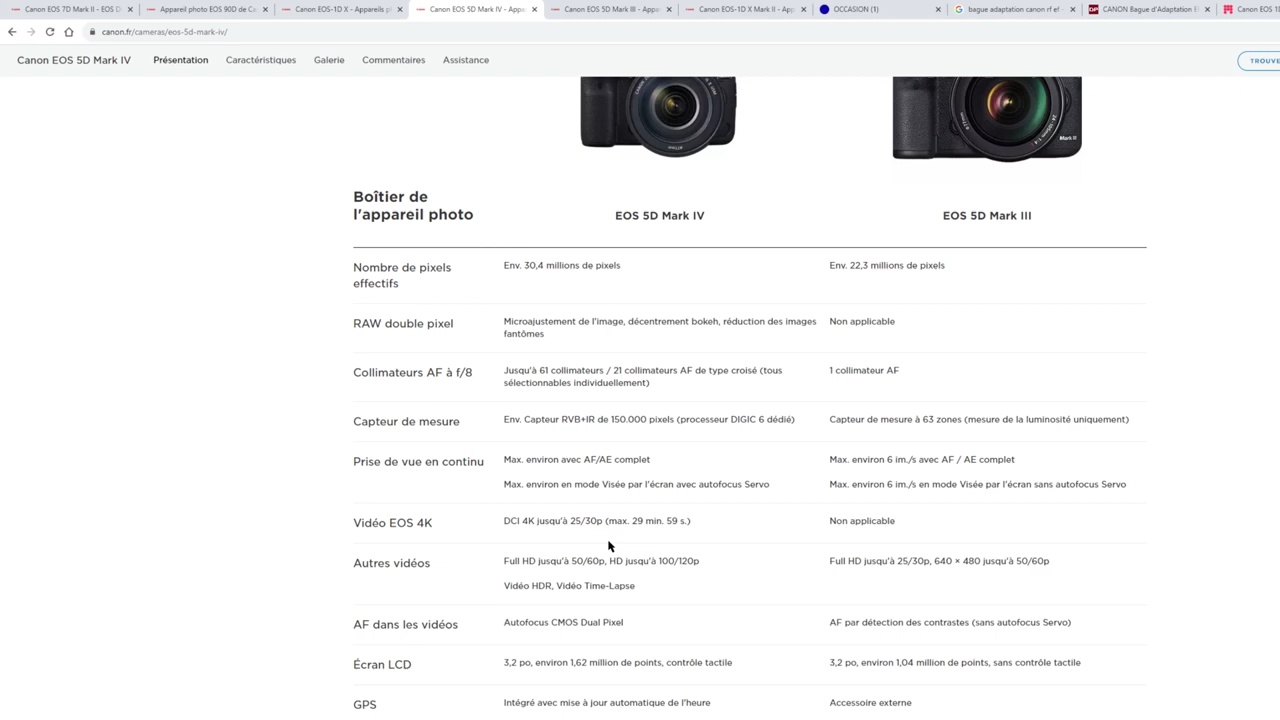 Canon EOS 7D Mark II - EOS D
Appareil photo EOS 90D de Ca
Canon EOS-1D X - Appareils ph
Canon EOS 5D Mark IV - Appar
Canon EOS 5D Mark III - Appar
Canon EOS-1D X Mark II - App
OCCASION (1)
bague adaptation canon rf ef -
CANON Bague d'Adaptation E
Canon EOS 1D
canon.fr/cameras/eos-5d-mark-iv/
Canon EOS 5D Mark IV Présentation Caractéristiques Galerie Commentaires Assistance
TROUVE
Mark III
Boîtier de
l'appareil photo
EOS 5D Mark IV
EOS 5D Mark III
Nombre de pixels
effectifs
Env. 30,4 millions de pixels
Env. 22,3 millions de pixels
RAW double pixel
Microajustement de l'image, décentrement bokeh, réduction des images
fantômes
Non applicable
Collimateurs AF à f/8
Jusqu'à 61 collimateurs / 21 collimateurs AF de type croisé (tous
sélectionnables individuellement)
1 collimateur AF
Capteur de mesure
Env. Capteur RVB+IR de 150.000 pixels (processeur DIGIC 6 dédié)
Capteur de mesure à 63 zones (mesure de la luminosité uniquement)
Prise de vue en continu
Max. environ avec AF/AE complet
Max. environ 6 im./s avec AF / AE complet
Max. environ en mode Visée par l'écran avec autofocus Servo
Max. environ 6 im./s en mode Visée par l'écran sans autofocus Servo
Vidéo EOS 4K
DCI 4K jusqu'à 25/30p (max. 29 min. 59 s.)
Non applicable
Autres vidéos
Full HD jusqu'à 50/60p, HD jusqu'à 100/120p
Full HD jusqu'à 25/30p, 640 × 480 jusqu'à 50/60p
Vidéo HDR, Vidéo Time-Lapse
AF dans les vidéos
Autofocus CMOS Dual Pixel
AF par détection des contrastes (sans autofocus Servo)
Écran LCD
3,2 po, environ 1,62 million de points, contrôle tactile
3,2 po, environ 1,04 million de points, sans contrôle tactile
GPS
Intégré avec mise à jour automatique de l'heure
Accessoire externe